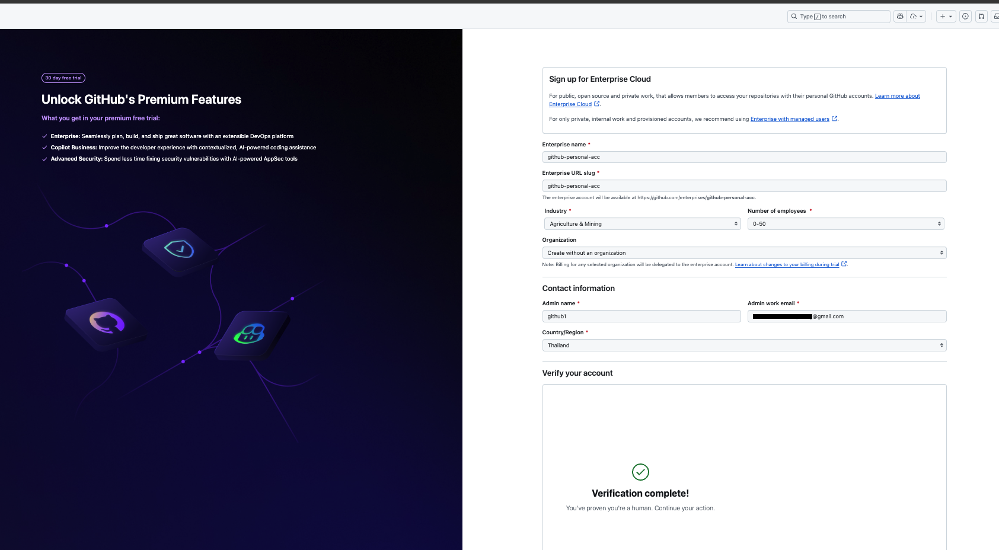 Type / to search
30 day free trial
Unlock GitHub's Premium Features
What you get in your premium free trial:
Enterprise: Seamlessly plan, build, and ship great software with an extensible DevOps platform
Copilot Business: Improve the developer experience with contextualized, AI-powered coding assistance
Advanced Security: Spend less time fixing security vulnerabilities with AI-powered AppSec tools
Sign up for Enterprise Cloud
For public, open source and private work, that allows members to access your repositories with their personal GitHub accounts. Learn more about
Enterprise Cloud.
For only private, internal work and provisioned accounts, we recommend using Enterprise with managed users.
Enterprise name *
github-personal-acc
Enterprise URL slug *
github-personal-acc
The enterprise account will be available at https://github.com/enterprises/github-personal-acc.
Industry * Number of employees *
Agriculture & Mining 0-50
Organization
Create without an organization
Note: Billing for any selected organization will be delegated to the enterprise account. Learn about changes to your billing during trial.
Contact information
Admin name * Admin work email *
github1 @gmail.com
Country/Region *
Thailand
Verify your account
Verification complete!
You've proven you're a human. Continue your action.